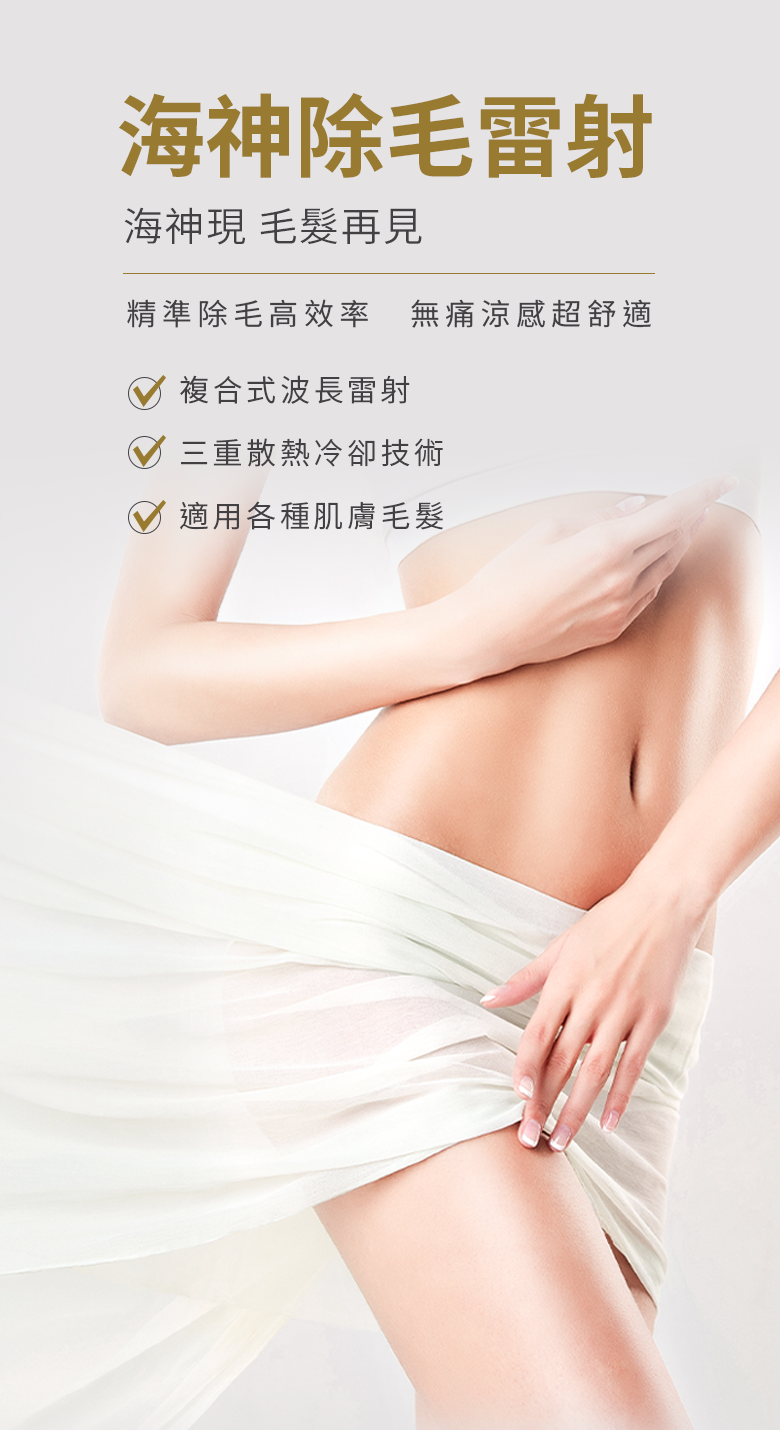 海神除毛雷射
海神現 毛髮再見
精準除毛高效率 無痛涼感超舒適
複合式波長雷射
三重散熱冷卻技術
適用各種肌膚毛髮